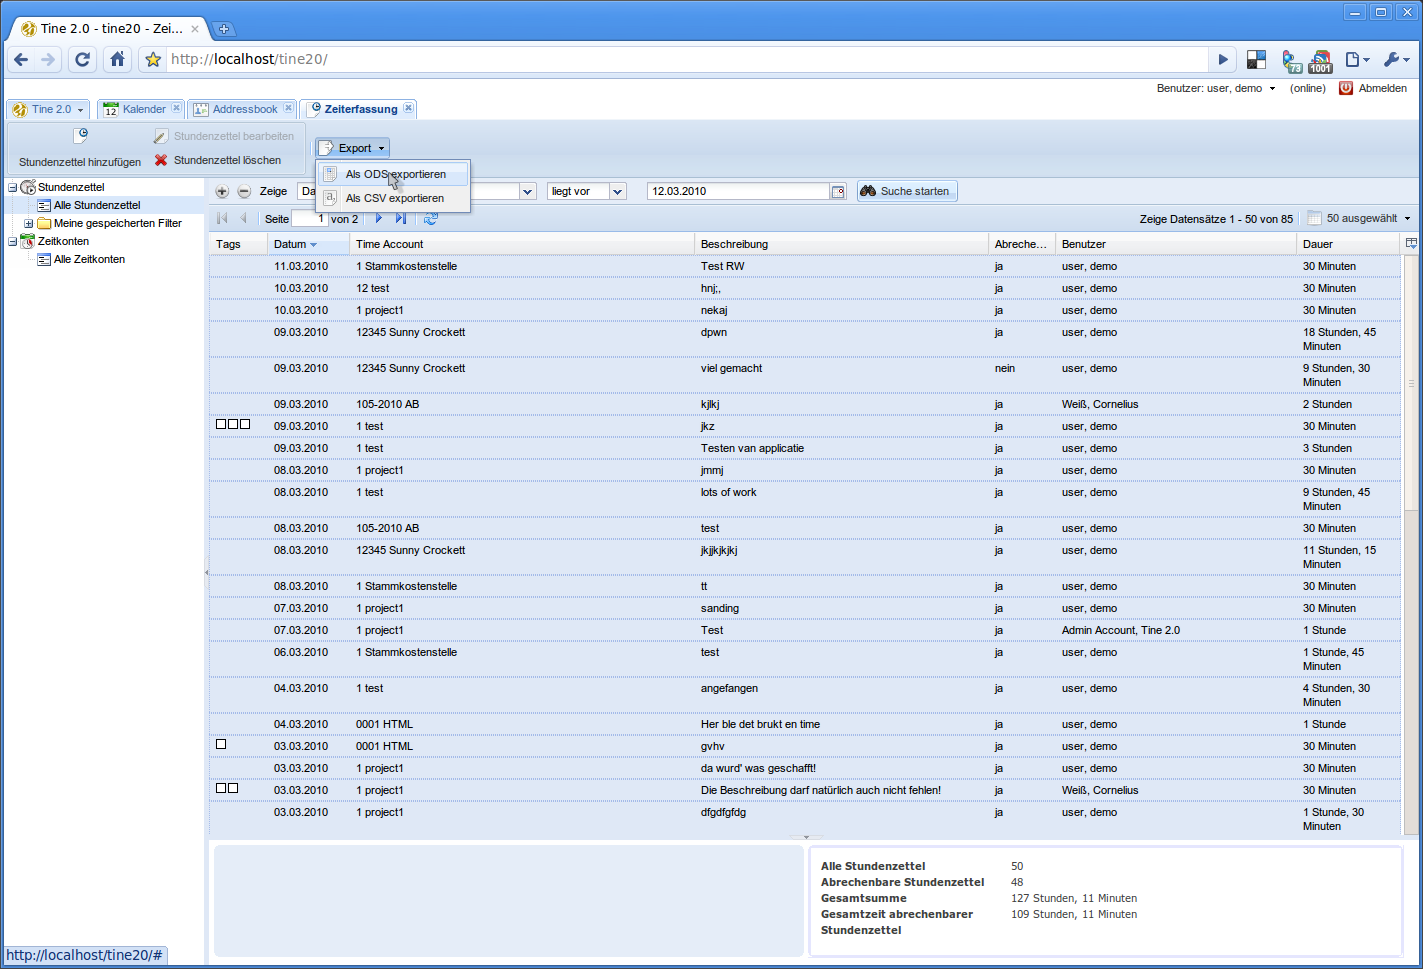 Tine 2.0 - tine20 - Zei...
http://localhost/tine20/
73
1001
Benutzer: user, demo (online) Abmelden
Tine 2.0
12 Kalender
Addressbook
Zeiterfassung
Stundenzettel hinzufügen
Stundenzettel bearbeiten
Stundenzettel löschen
Export
Als ODS exportieren
Als CSV exportieren
Stundenzettel
Alle Stundenzettel
Meine gespeicherten Filter
Zeitkonten
Alle Zeitkonten
Zeige Da liegt vor 12.03.2010 Suche starten
Seite 1 von 2 Zeige Datensätze 1 - 50 von 85 50 ausgewählt
Tags Datum Time Account Beschreibung Abreche... Benutzer Dauer
11.03.2010 1 Stammkostenstelle Test RW ja user, demo 30 Minuten
10.03.2010 12 test hnj;, ja user, demo 30 Minuten
10.03.2010 1 project1 nekaj ja user, demo 30 Minuten
09.03.2010 12345 Sunny Crockett dpwn ja user, demo 18 Stunden, 45
Minuten
09.03.2010 12345 Sunny Crockett viel gemacht nein user, demo 9 Stunden, 30
Minuten
09.03.2010 105-2010 AB kjlkj ja Weiß, Cornelius 2 Stunden
09.03.2010 1 test jkz ja user, demo 30 Minuten
09.03.2010 1 test Testen van applicatie ja user, demo 3 Stunden
08.03.2010 1 project1 jmmj ja user, demo 30 Minuten
08.03.2010 1 test lots of work ja user, demo 9 Stunden, 45
Minuten
08.03.2010 105-2010 AB test ja user, demo 30 Minuten
08.03.2010 12345 Sunny Crockett jkjjkjkjkj ja user, demo 11 Stunden, 15
Minuten
08.03.2010 1 Stammkostenstelle tt ja user, demo 30 Minuten
07.03.2010 1 project1 sanding ja user, demo 30 Minuten
07.03.2010 1 project1 Test ja Admin Account, Tine 2.0 1 Stunde
06.03.2010 1 Stammkostenstelle test ja user, demo 1 Stunde, 45
Minuten
04.03.2010 1 test angefangen ja user, demo 4 Stunden, 30
Minuten
04.03.2010 0001 HTML Her ble det brukt en time ja user, demo 1 Stunde
03.03.2010 0001 HTML gvhv ja user, demo 30 Minuten
03.03.2010 1 project1 da wurd' was geschafft! ja user, demo 30 Minuten
03.03.2010 1 project1 Die Beschreibung darf natürlich auch nicht fehlen! ja Weiß, Cornelius 30 Minuten
03.03.2010 1 project1 dfgdfgfdg ja user, demo 1 Stunde, 30
Minuten
Alle Stundenzettel 50
Abrechenbare Stundenzettel 48
Gesamtsumme 127 Stunden, 11 Minuten
Gesamtzeit abrechenbarer 109 Stunden, 11 Minuten
Stundenzettel
http://localhost/tine20/#